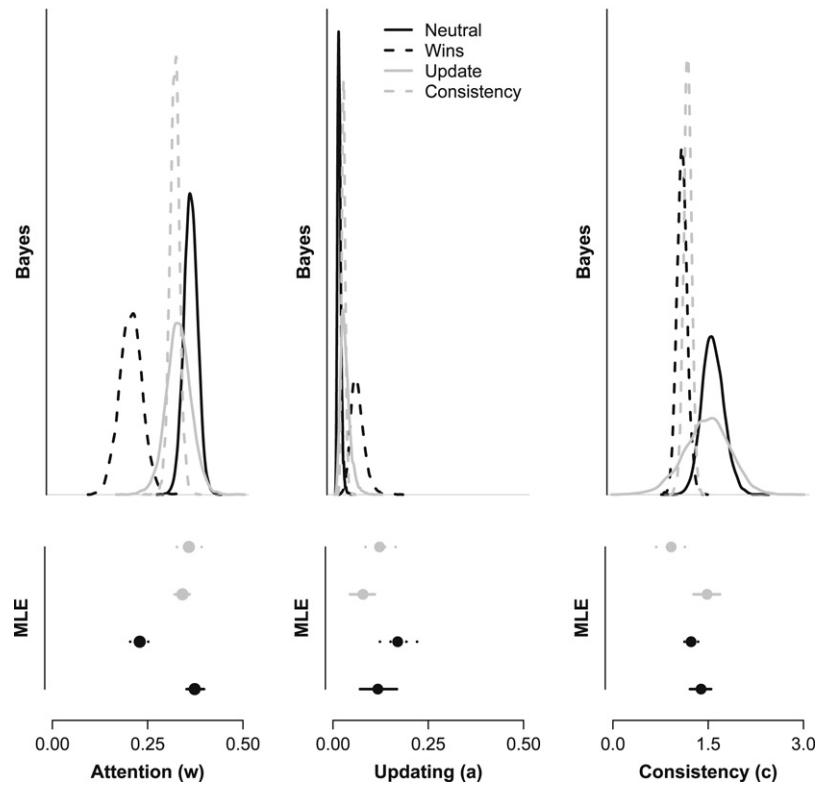 Neutral
Wins
Update
Consistency
Bayes
Bayes
Bayes
MLE
MLE
MLE
0.00 0.25 0.50
0.00 0.25 0.50
0.0 1.5 3.0
Attention (w)
Updating (a)
Consistency (c)